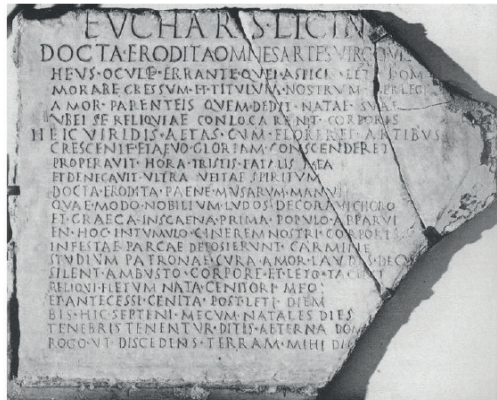 EVCHARIS·LICIN
DOCTA·ERODITA·OMNES·ARTES·VIRGO·VIX
HEVS·OCVLO·ERRANTE·QVEI·ASPICIS·LETI·DOM
MORARE·GRESSVM·ET·TITVLVM·NOSTRVM·PERLEGE
AMOR·PARENTEIS·QVEM·DEDIT·NATAE·SVAE
VBEI·SE·RELIQVIAE·CONLOCARENT·CORPORIS
HEIC·VIRIDIS·AETAS·CVM·FLORERET·ARTIBVS
CRESCENTE·ET·AEVO·GLORIAM·CONSCENDERET
PROPERAVIT·HORA·TRISTIS·FATALIS·MEA
ET·DENEGAVIT·VLTRA·VEITAE·SPIRITVM
DOCTA·ERODITA·PAENE·MVSARVM·MANV
QVAE·MODO·NOBILIVM·LVDOS·DECORAVI·CHORO
ET·GRAECA·IN·SCAENA·PRIMA·POPVLO·APPARVI
EN·HOC·IN·TVMVLO·CINEREM·NOSTRI·CORPORIS
INFESTAE·PARCAE·DEPOSIERVNT·CARMINE
STVDIVM·PATRONAE·CVRA·AMOR·LAVDES·DECO
SILENT·AMBVSTO·CORPORE·ET·LETO·TACENT
RELIQVI·FLETVM·NATA·GENITORI·MEO
ET·ANTECESSI·GENITA·POST·LETI·DIEM
BIS·HIC·SEPTENI·MECVM·NATALES·DIES
TENEBRIS·TENENTVR·DITIS·AETERNA·DOM
ROGO·VT·DISCEDENS·TERRAM·MIHI·DIC